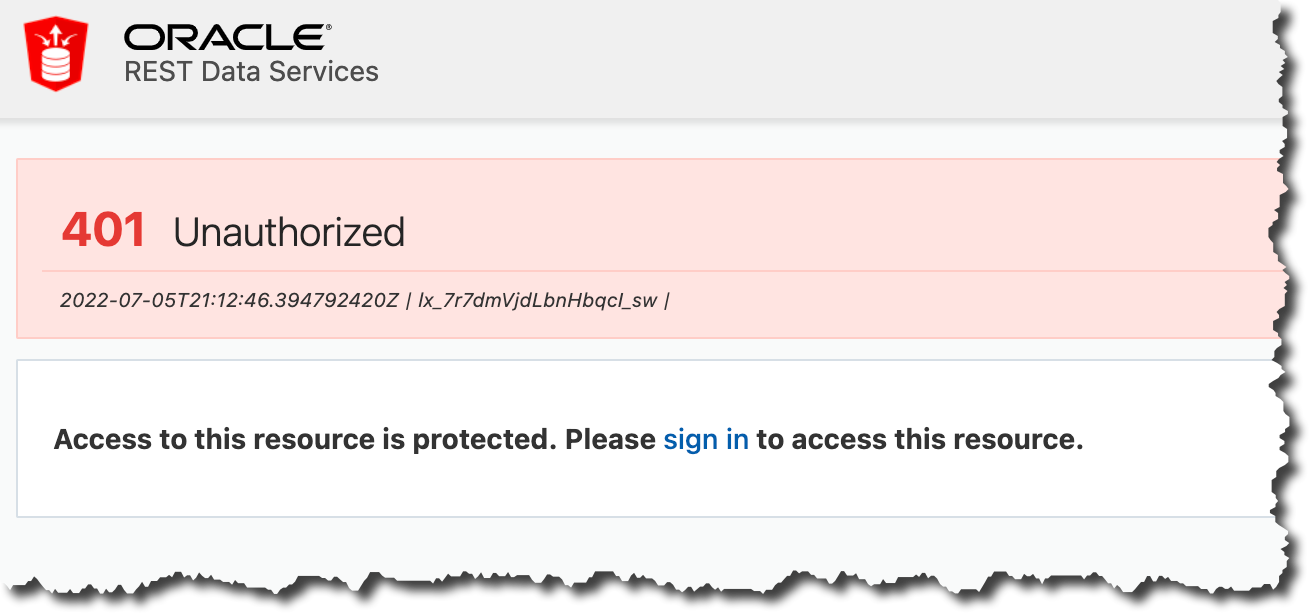 ORACLE®
REST Data Services
401 Unauthorized
2022-07-05T21:12:46.394792420Z | lx_7r7dmVjdLbnHbqcl_sw |
Access to this resource is protected. Please sign in to access this resource.